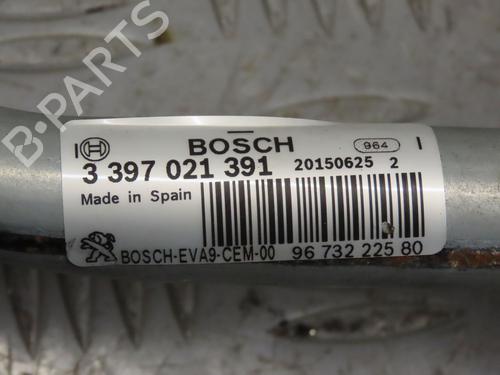 B-PARTS
BOSCH
964
3 397 021 391 20150625 2
Made in Spain
BOSCH-EVA9-CEM-00 96 732 225 80